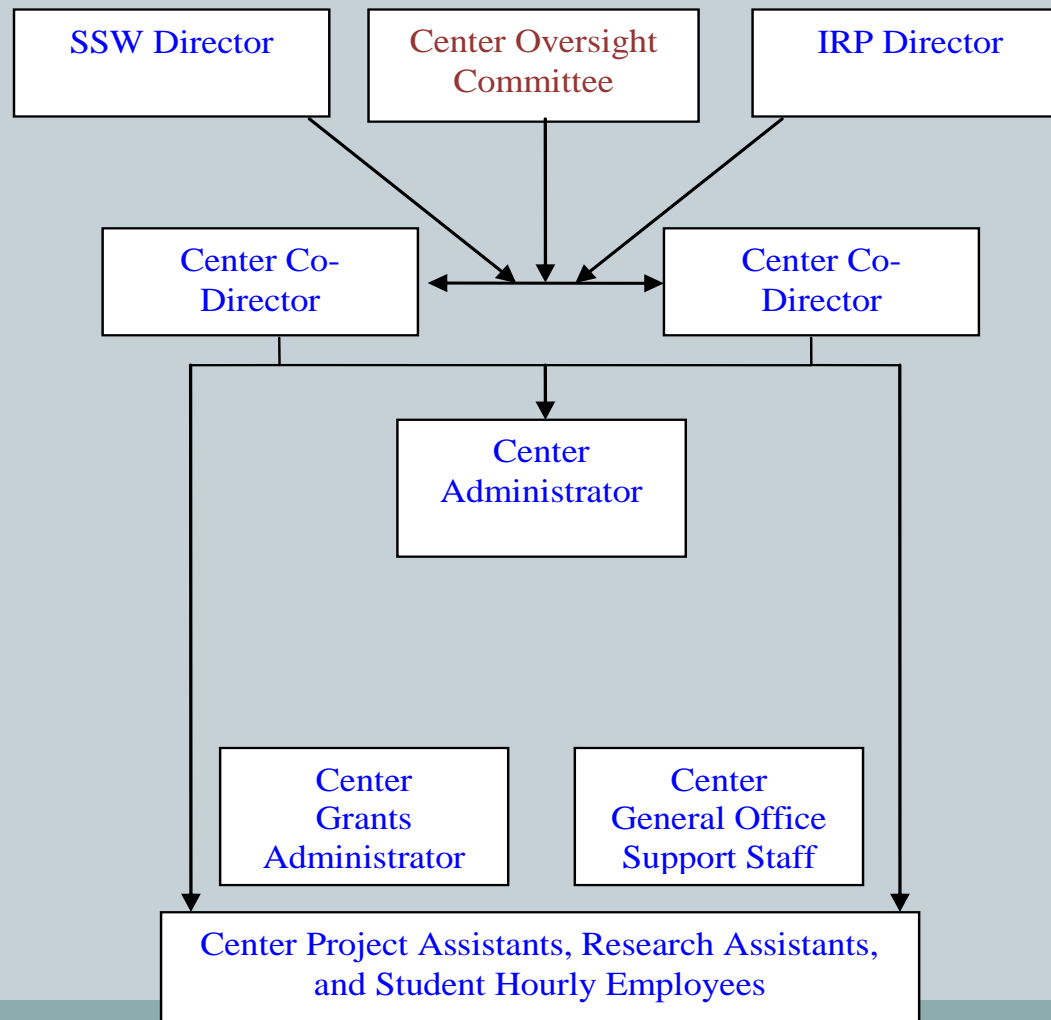 SSW Director
Center Oversight
Committee
IRP Director
Center Co-
Director
Center Co-
Director
Center
Administrator
Center
Grants
Administrator
Center
General Office
Support Staff
Center Project Assistants, Research Assistants,
and Student Hourly Employees